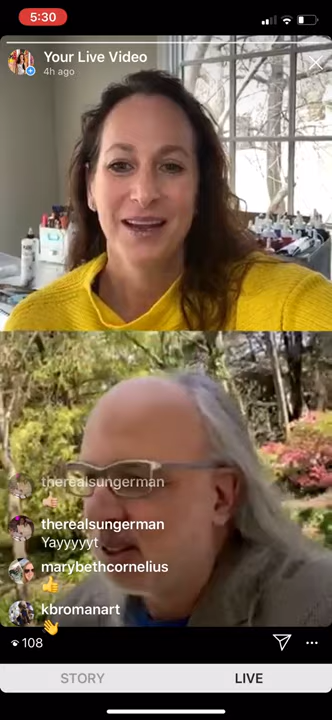 5:30
Your Live Video
4h ago
therealsungerman
therealsungerman
Yayyyyyt
marybethcornelius
kbromanart
108
STORY
LIVE